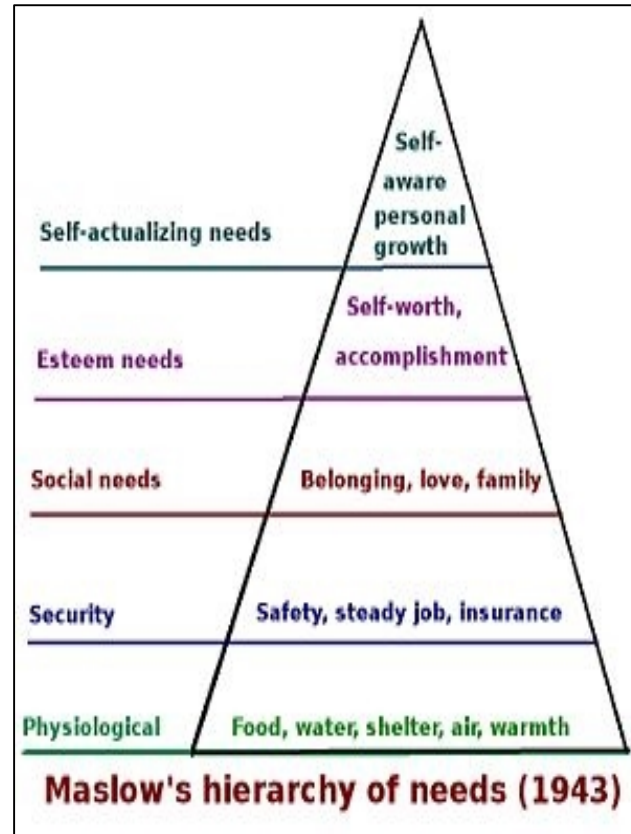 Self-
aware
personal
growth
Self-actualizing needs
Self-worth,
accomplishment
Esteem needs
Social needs
Belonging, love, family
Security
Safety, steady job, insurance
Physiological
Food, water, shelter, air, warmth
Maslow's hierarchy of needs (1943)